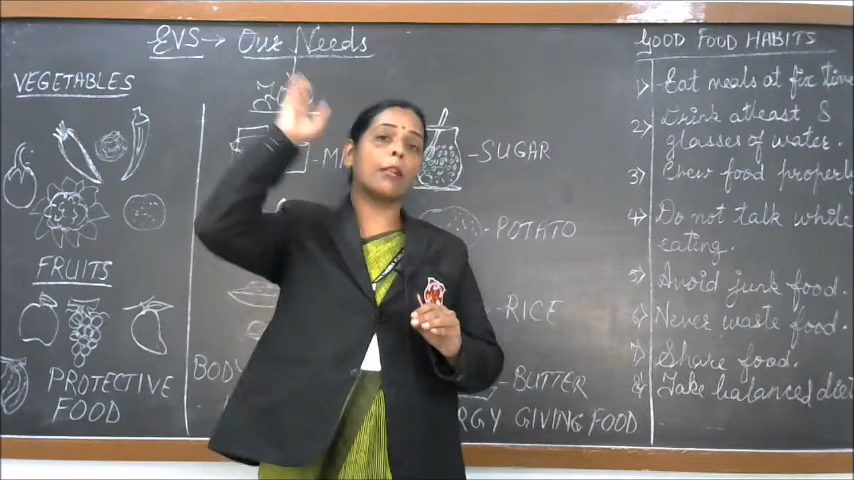 EVS → Our Needs
VEGETABLES
FRUITS
PROTECTIVE
FOOD
SUGAR
POTATO
RICE
BUTTER
GIVING FOOD
GOOD FOOD HABITS
1) Eat meals at fix time
2) Drink atleast 8
glasses of water.
3) Chew food properly
4) Do not talk while
eating.
5) Avoid junk food.
6) Never waste food.
7) Share food.
8) Take balanced diet